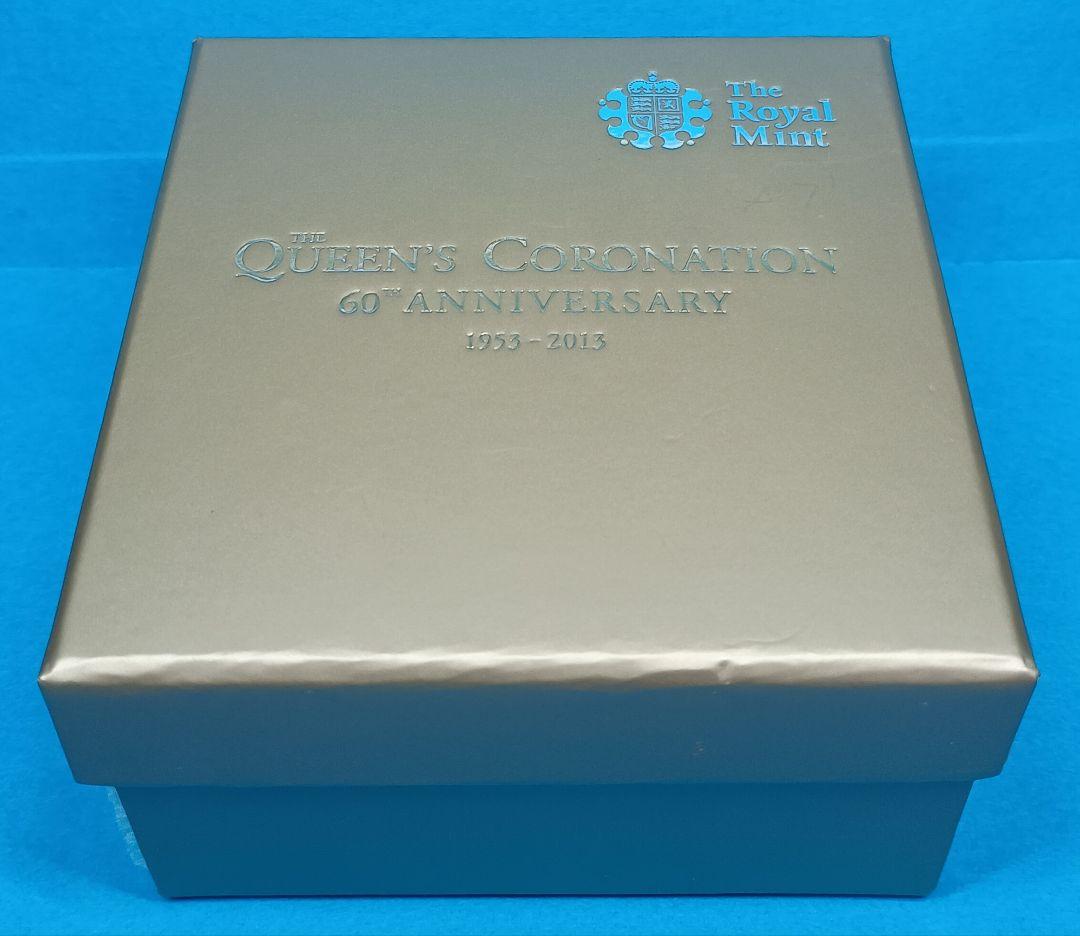 The
Royal
Mint
THE
QUEEN'S CORONATION
60TH ANNIVERSARY
1953 - 2013